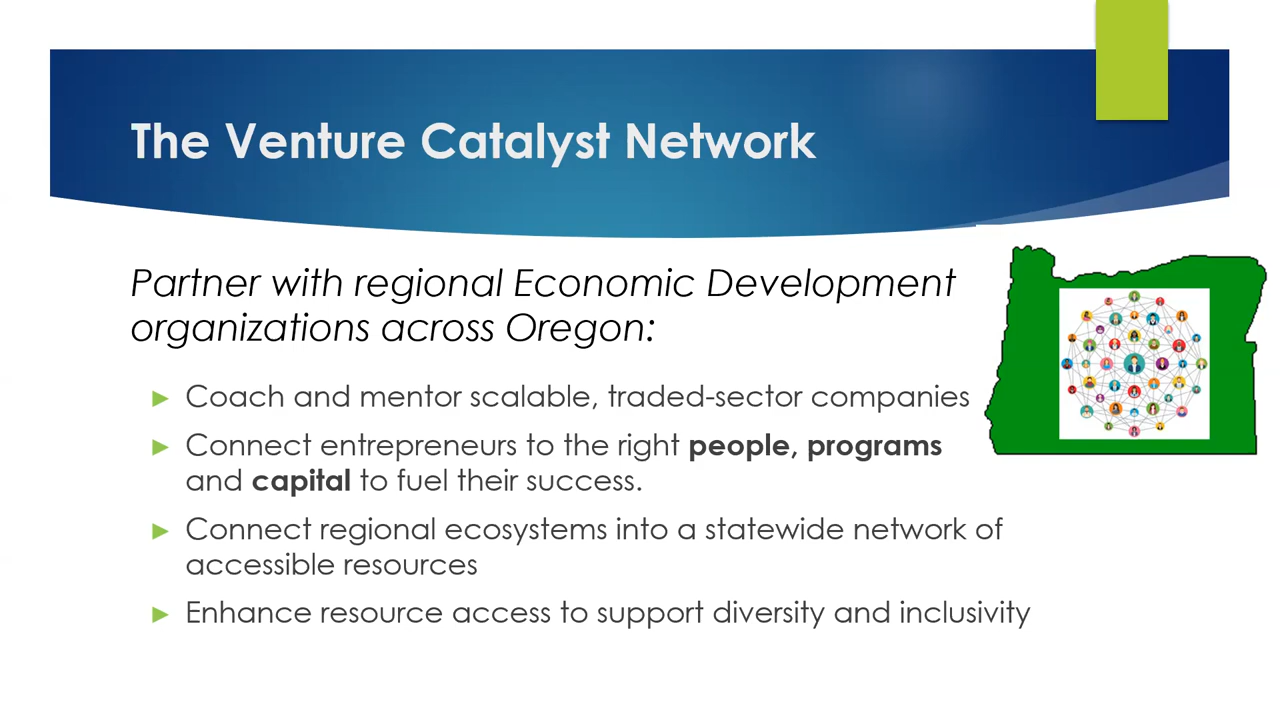 The Venture Catalyst Network
Partner with regional Economic Development
organizations across Oregon:
► Coach and mentor scalable, traded-sector companies
► Connect entrepreneurs to the right people, programs
and capital to fuel their success.
► Connect regional ecosystems into a statewide network of
accessible resources
► Enhance resource access to support diversity and inclusivity